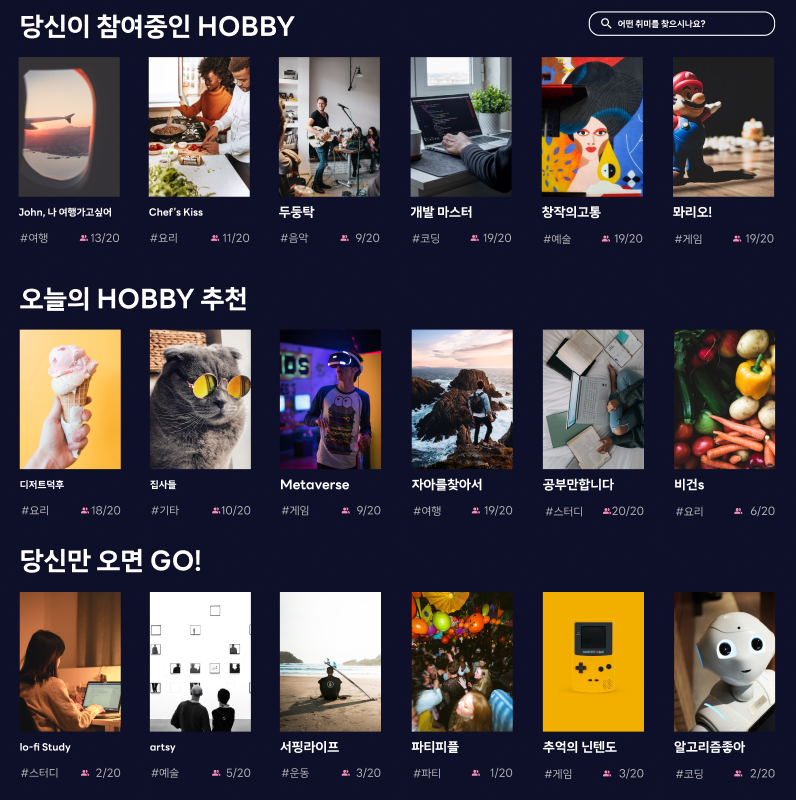 당신이 참여중인 HOBBY
어떤 취미를 찾으시나요?
John, 나 여행가고싶어
Chef's Kiss
두둥탁
개발 마스터
창작의고통
뫄리오!
#여행 13/20
#요리 11/20
#음악 9/20
#코딩 19/20
#예술 19/20
#게임 19/20
오늘의 HOBBY 추천
디저트덕후
집사들
Metaverse
자아를찾아서
공부만합니다
비건s
#요리 18/20
#기타 10/20
#게임 9/20
#여행 19/20
#스터디 20/20
#요리 6/20
당신만 오면 GO!
lo-fi Study
artsy
서핑라이프
파티피플
추억의 닌텐도
알고리즘좋아
#스터디 2/20
#예술 5/20
#운동 3/20
#파티 1/20
#게임 3/20
#코딩 2/20